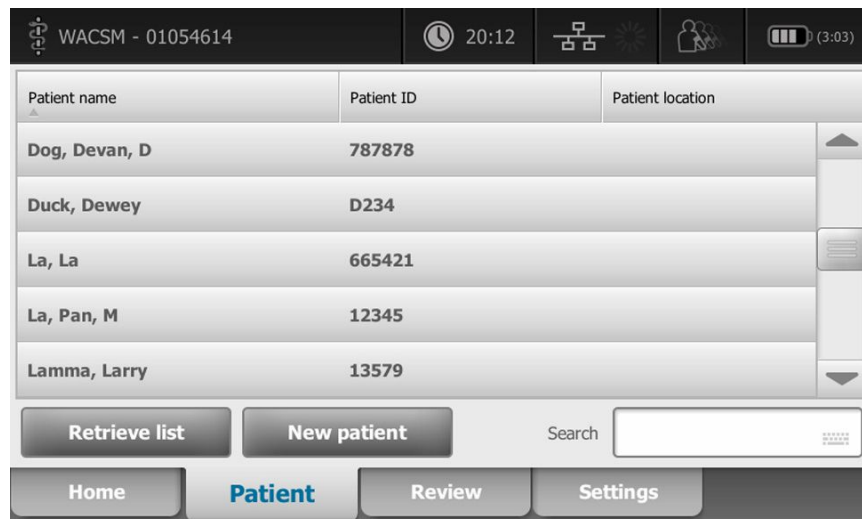 WACSM - 01054614 20:12 (3:03)
Patient name Patient ID Patient location
Dog, Devan, D 787878
Duck, Dewey D234
La, La 665421
La, Pan, M 12345
Lamma, Larry 13579
Retrieve list New patient Search
Home Patient Review Settings